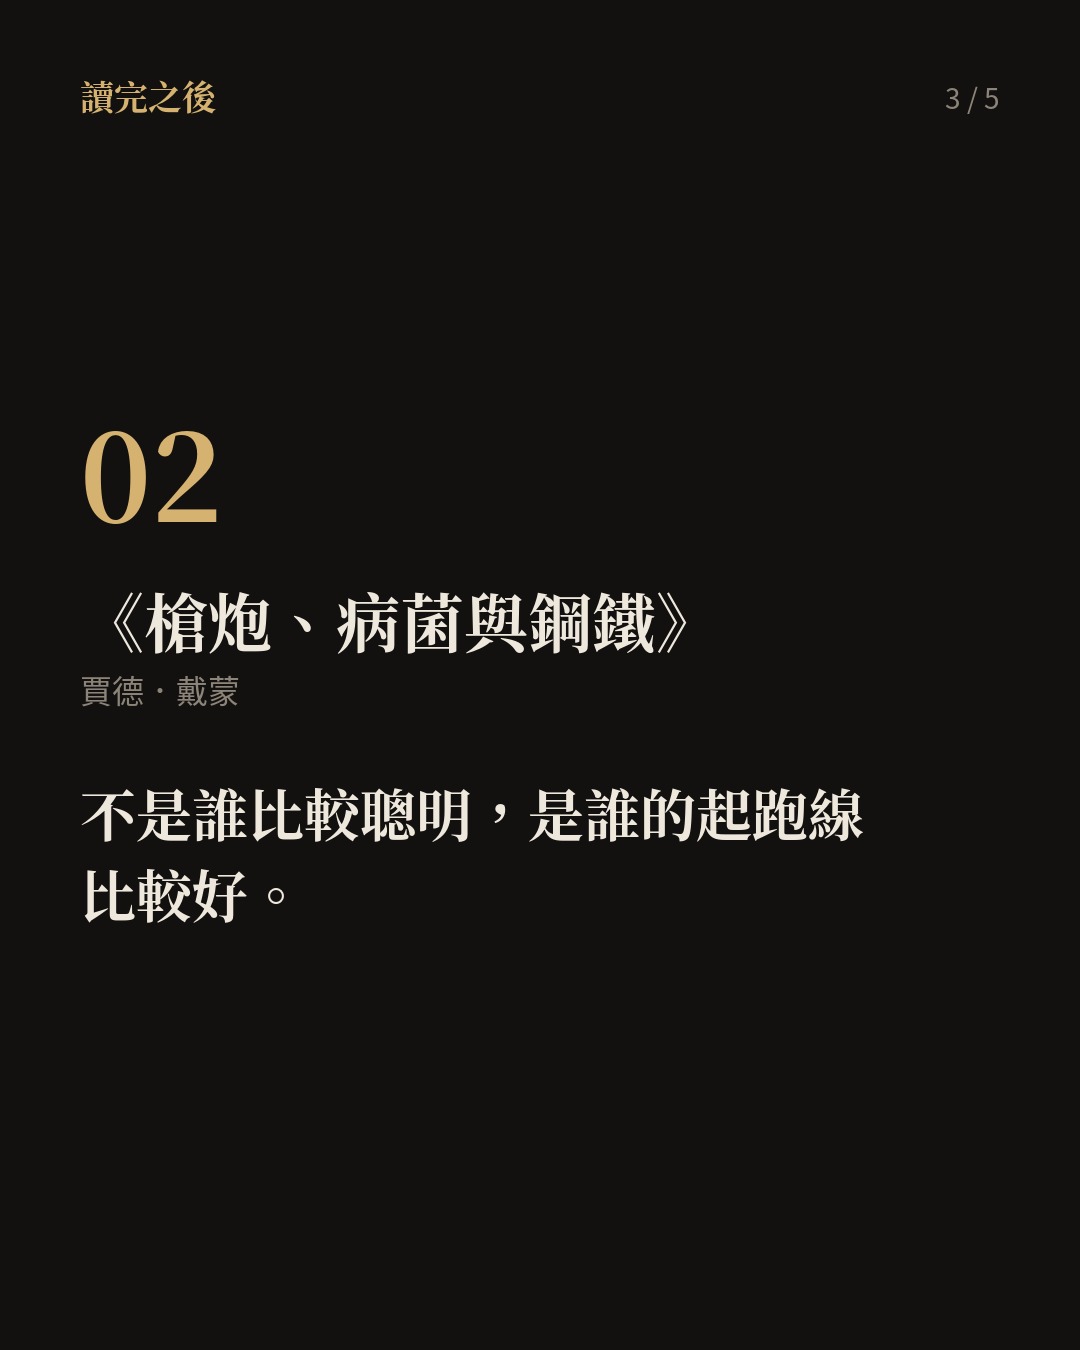 讀完之後
3 / 5
02
《槍炮、病菌與鋼鐵》
賈德・戴蒙
不是誰比較聰明，是誰的起跑線
比較好。